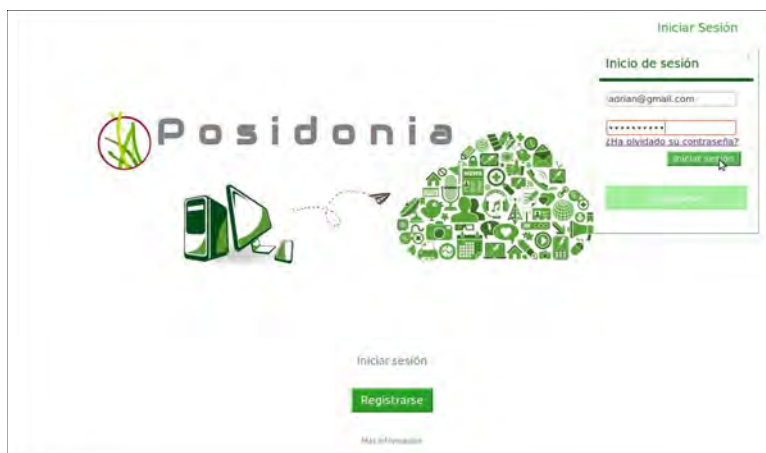 Iniciar Sesión
Inicio de sesión
adrian@gmail.com
¿Ha olvidado su contraseña?
Iniciar sesión
Posidonia
NEWS
Iniciar sesión
Registrarse
Más información